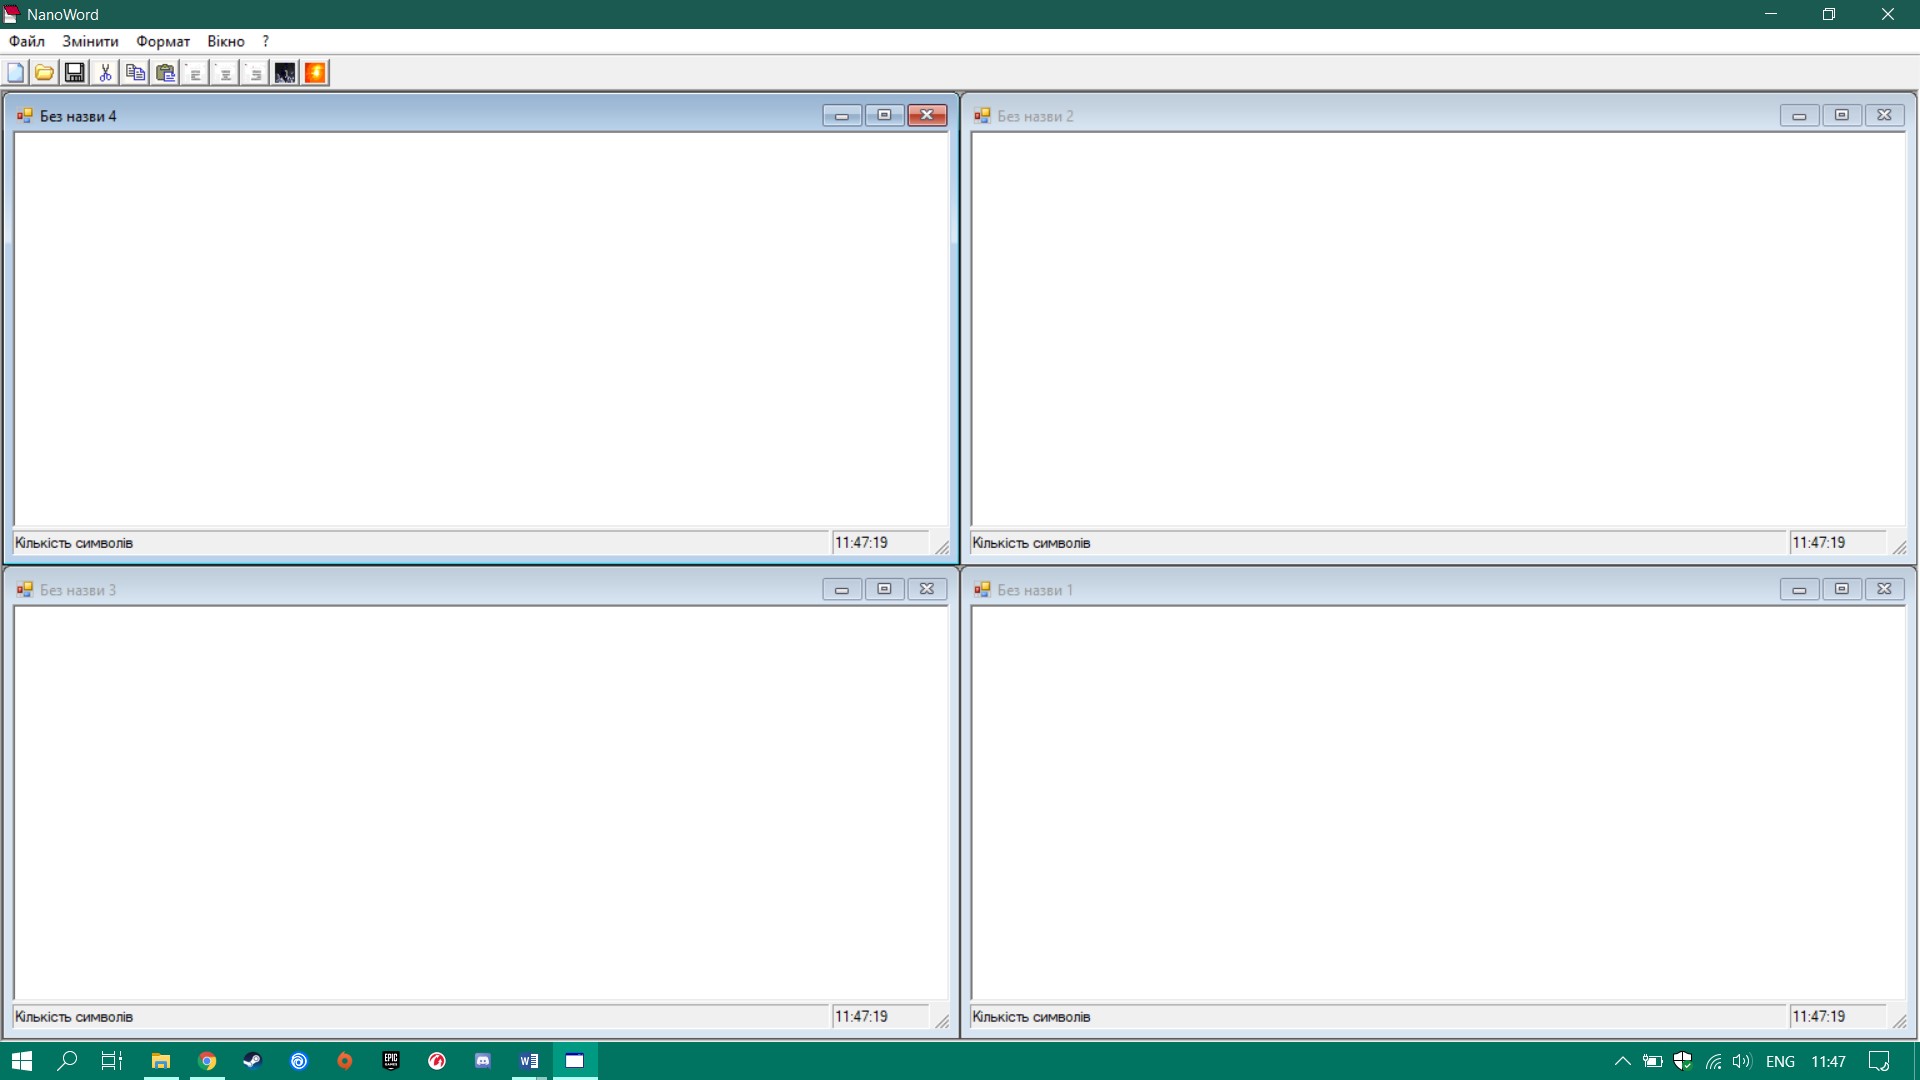 NanoWord
Файл Змінити Формат Вікно ?
Без назви 4
Кількість символів 11:47:19
Без назви 2
Кількість символів 11:47:19
Без назви 3
Кількість символів 11:47:19
Без назви 1
Кількість символів 11:47:19
EPIC GAMES
ENG 11:47